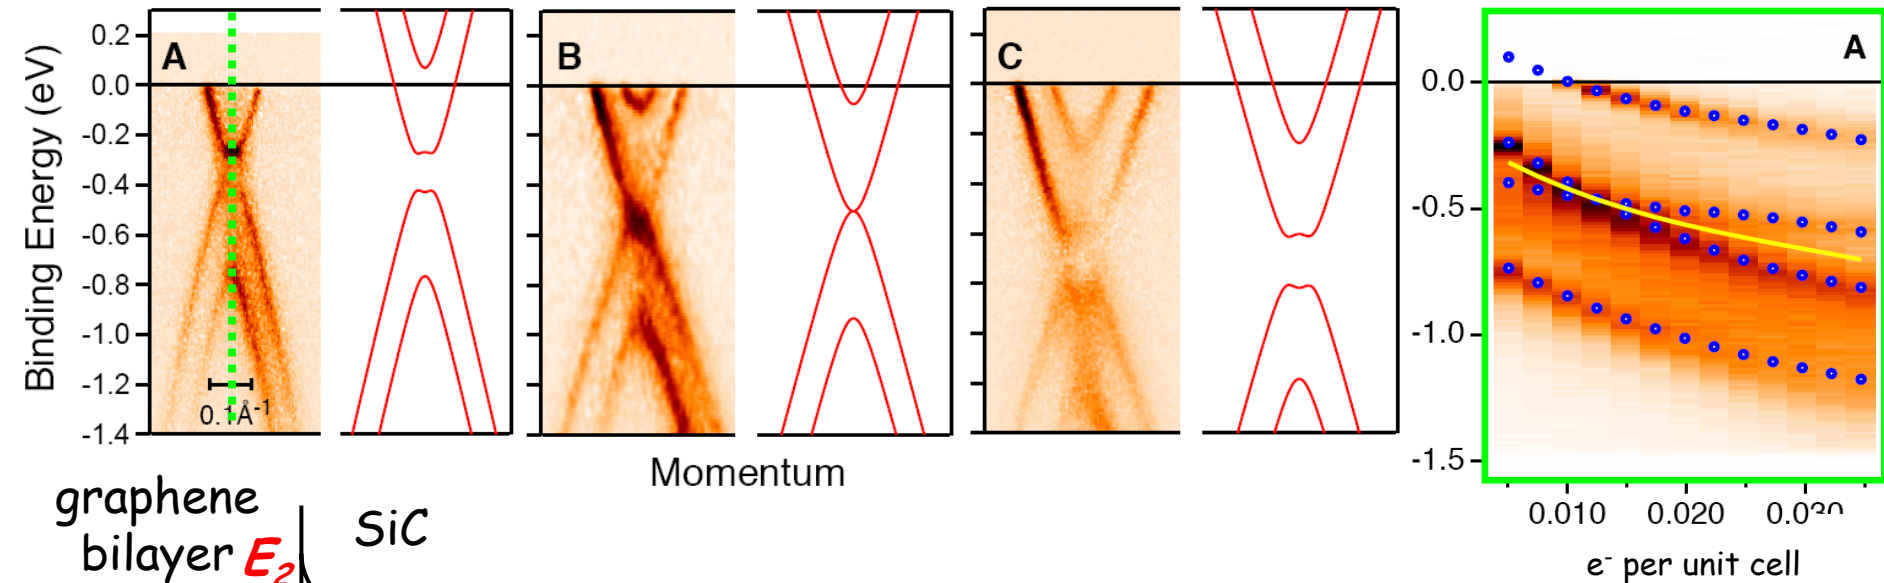 Binding Energy (eV)
0.2
0.0
-0.2
-0.4
-0.6
-0.8
-1.0
-1.2
-1.4
A
0.1Å-1
B
C
Momentum
A
0.0
-0.5
-1.0
-1.5
0.010 0.020
e- per unit cell
graphene
bilayer E2
SiC